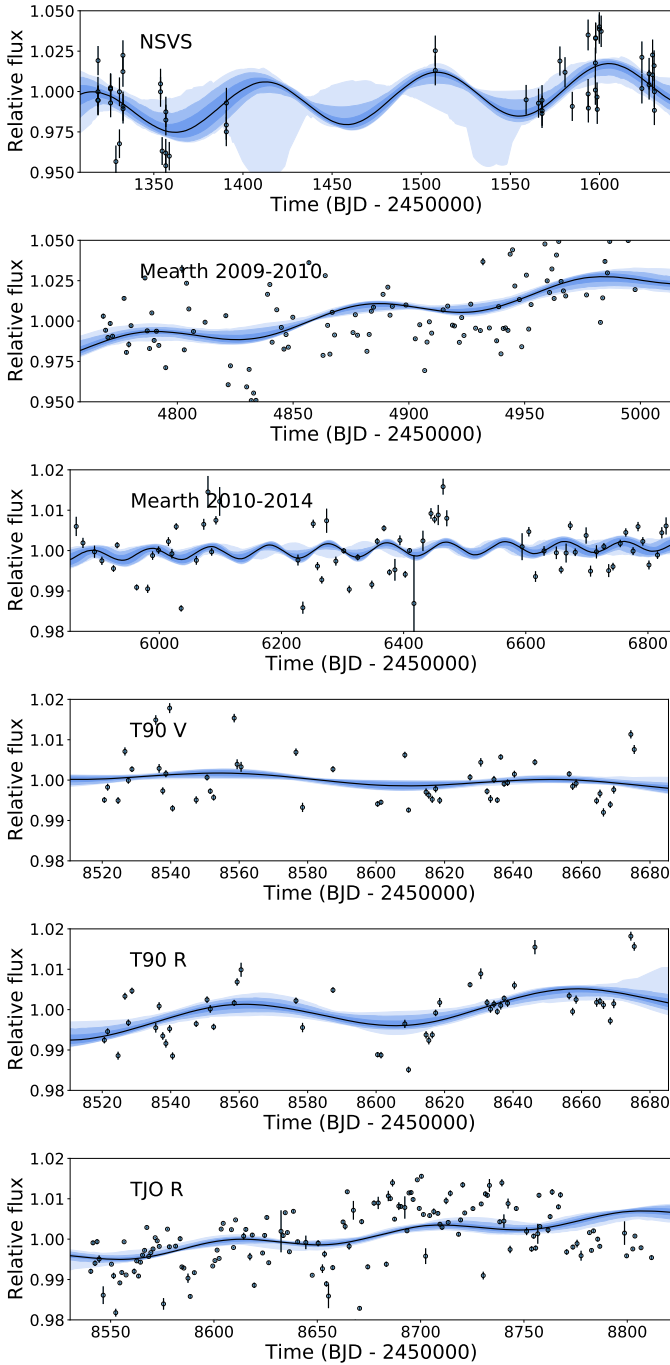 NSVS
Relative flux
1.050
1.025
1.000
0.975
0.950
1350 1400 1450 1500 1550 1600
Time (BJD - 2450000)
Mearth 2009-2010
Relative flux
1.050
1.025
1.000
0.975
0.950
4800 4850 4900 4950 5000
Time (BJD - 2450000)
Mearth 2010-2014
Relative flux
1.02
1.01
1.00
0.99
0.98
6000 6200 6400 6600 6800
Time (BJD - 2450000)
T90 V
Relative flux
1.02
1.01
1.00
0.99
0.98
8520 8540 8560 8580 8600 8620 8640 8660 8680
Time (BJD - 2450000)
T90 R
Relative flux
1.02
1.01
1.00
0.99
0.98
8520 8540 8560 8580 8600 8620 8640 8660 8680
Time (BJD - 2450000)
TJO R
Relative flux
1.02
1.01
1.00
0.99
0.98
8550 8600 8650 8700 8750 8800
Time (BJD - 2450000)